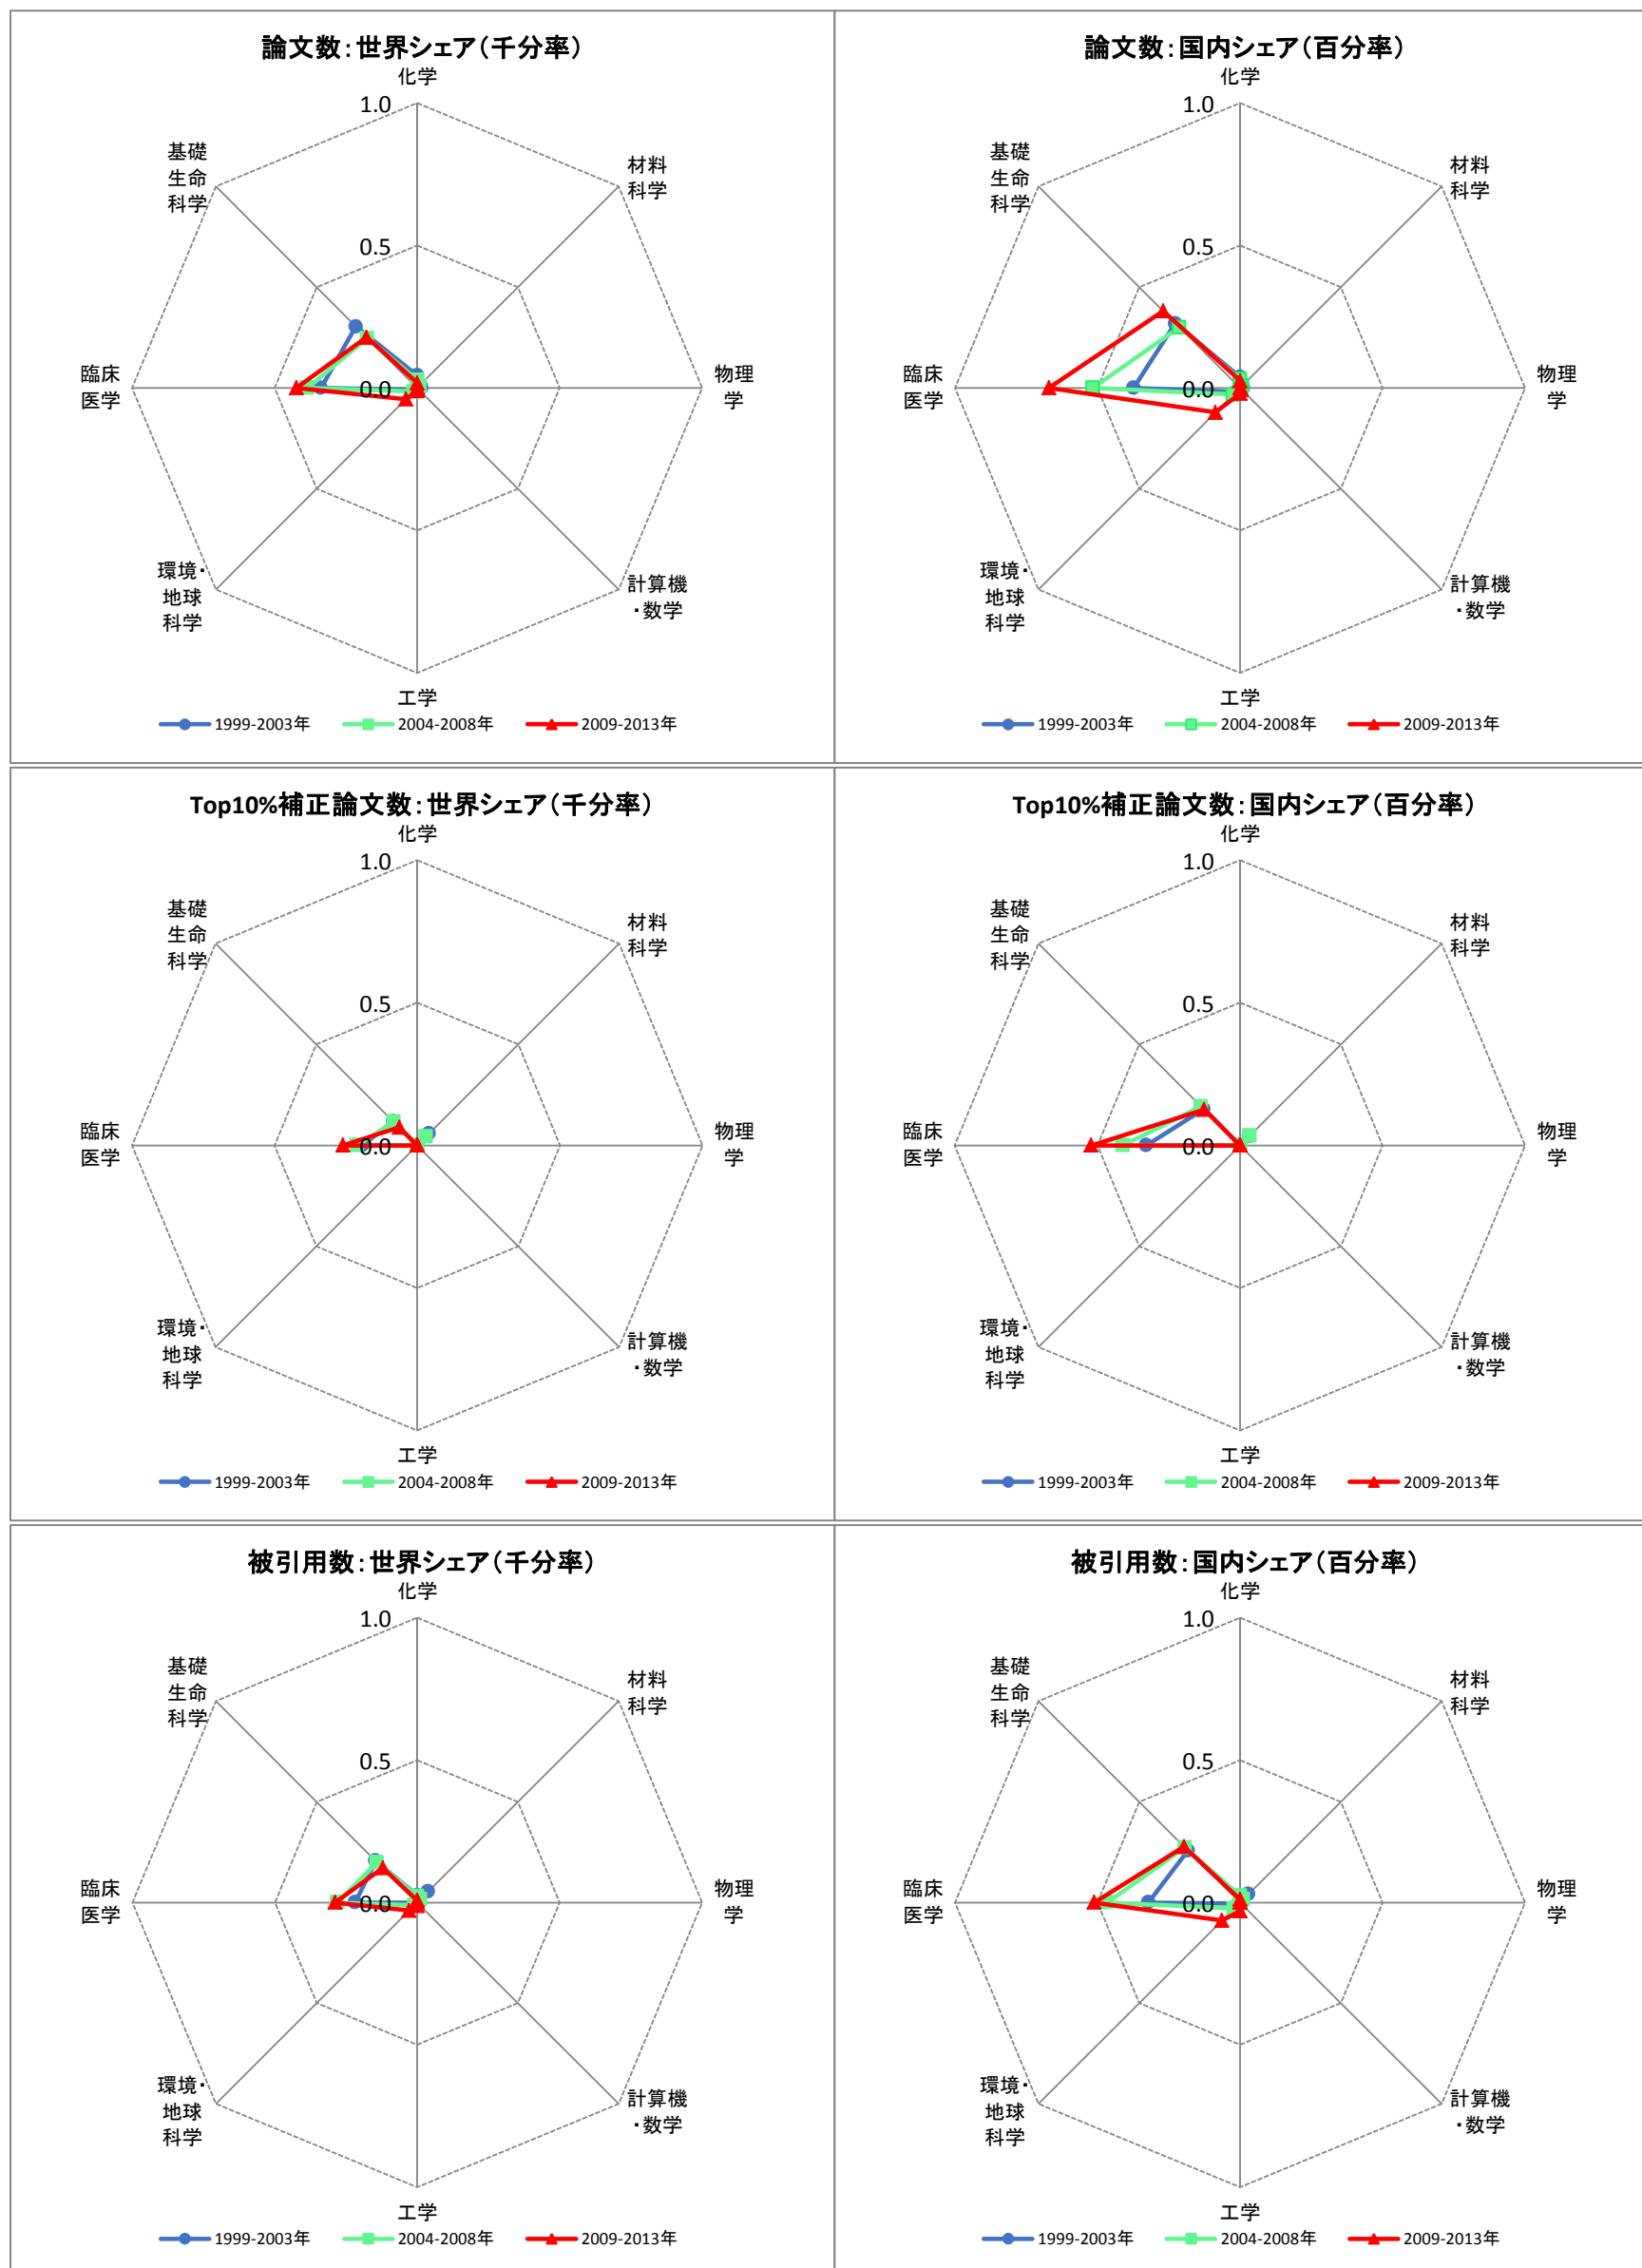 論文数：世界シェア（千分率）
化学
1.0
材料
科学
基礎
生命
科学
0.5
物理
学
臨床
医学
0.0
計算機
・数学
環境・
地球
科学
工学
1999-2003年
2004-2008年
2009-2013年
論文数：国内シェア（百分率）
化学
1.0
材料
科学
基礎
生命
科学
0.5
物理
学
臨床
医学
0.0
計算機
・数学
環境・
地球
科学
工学
1999-2003年
2004-2008年
2009-2013年
Top10%補正論文数：世界シェア（千分率）
化学
1.0
材料
科学
基礎
生命
科学
0.5
物理
学
臨床
医学
0.0
計算機
・数学
環境・
地球
科学
工学
1999-2003年
2004-2008年
2009-2013年
Top10%補正論文数：国内シェア（百分率）
化学
1.0
材料
科学
基礎
生命
科学
0.5
物理
学
臨床
医学
0.0
計算機
・数学
環境・
地球
科学
工学
1999-2003年
2004-2008年
2009-2013年
被引用数：世界シェア（千分率）
化学
1.0
材料
科学
基礎
生命
科学
0.5
物理
学
臨床
医学
0.0
計算機
・数学
環境・
地球
科学
工学
1999-2003年
2004-2008年
2009-2013年
被引用数：国内シェア（百分率）
化学
1.0
材料
科学
基礎
生命
科学
0.5
物理
学
臨床
医学
0.0
計算機
・数学
環境・
地球
科学
工学
1999-2003年
2004-2008年
2009-2013年